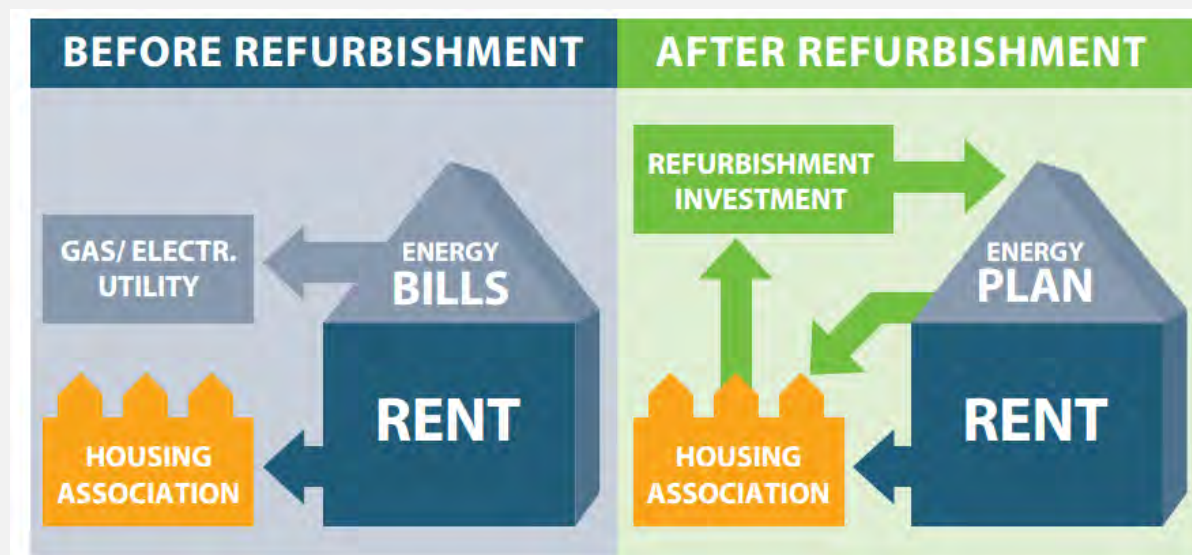 BEFORE REFURBISHMENT
GAS/ ELECTR.
UTILITY
ENERGY
BILLS
RENT
HOUSING
ASSOCIATION
AFTER REFURBISHMENT
REFURBISHMENT
INVESTMENT
ENERGY
PLAN
RENT
HOUSING
ASSOCIATION